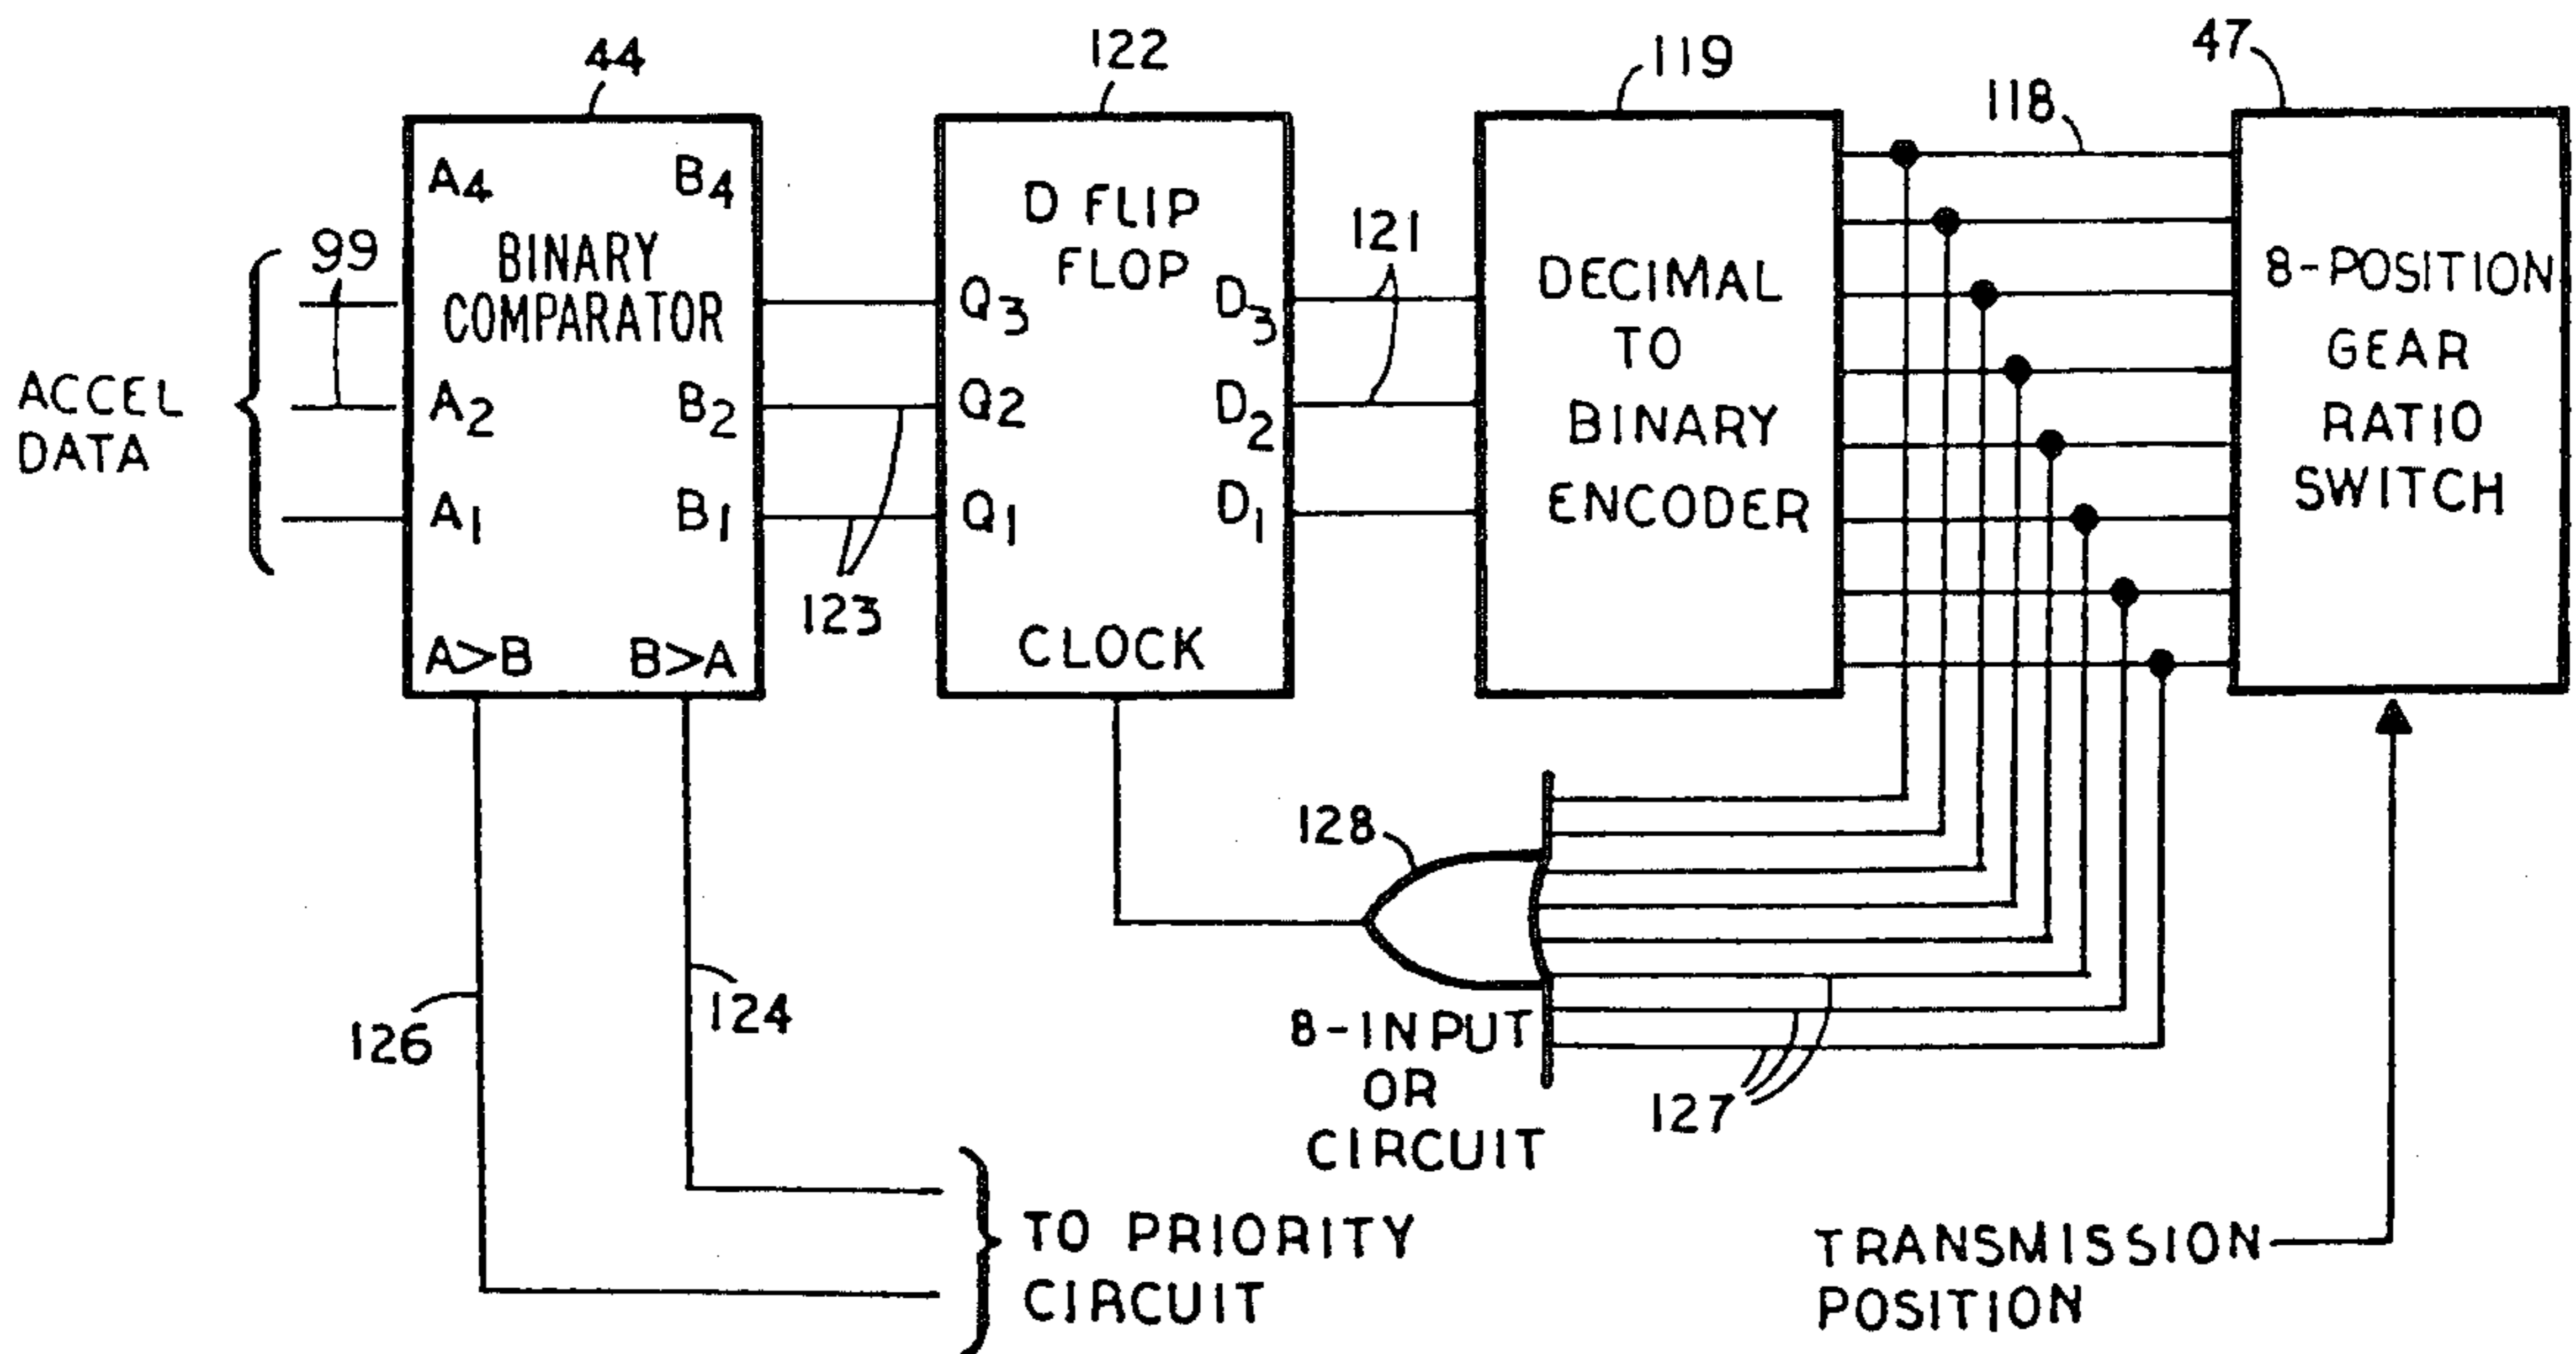 44
122
119
47
118
A4 B4
BINARY
COMPARATOR
A2 B2
A1 B1
A>B B>A
99
ACCEL
DATA
D FLIP
FLOP
Q3 D3
Q2 D2
Q1 D1
CLOCK
123
121
DECIMAL
TO
BINARY
ENCODER
8-POSITION
GEAR
RATIO
SWITCH
128
8-INPUT
OR
CIRCUIT
127
126
124
TO PRIORITY
CIRCUIT
TRANSMISSION
POSITION